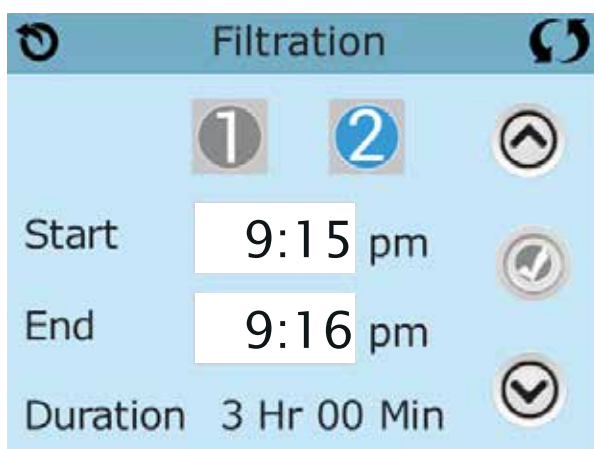 Filtration
1 2
Start 9:15 pm
End 9:16 pm
Duration 3 Hr 00 Min